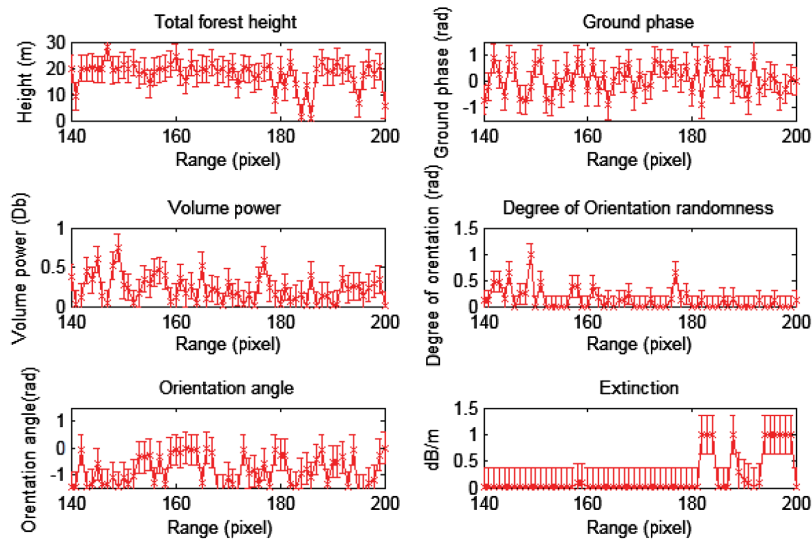 Total forest height
Height (m)
30
20
10
0
140 160 180 200
Range (pixel)
Ground phase
Ground phase (rad)
1
0
-1
140 160 180 200
Range (pixel)
Volume power
Volume power (Db)
1
0.5
0
140 160 180 200
Range (pixel)
Degree of Orientation randomness
Degree of orentation (rad)
1.5
1
0.5
0
140 160 180 200
Range (pixel)
Orientation angle
Orentation angle(rad)
1
0
-1
140 160 180 200
Range (pixel)
Extinction
dB/m
1.5
1
0.5
0
140 160 180 200
Range (pixel)